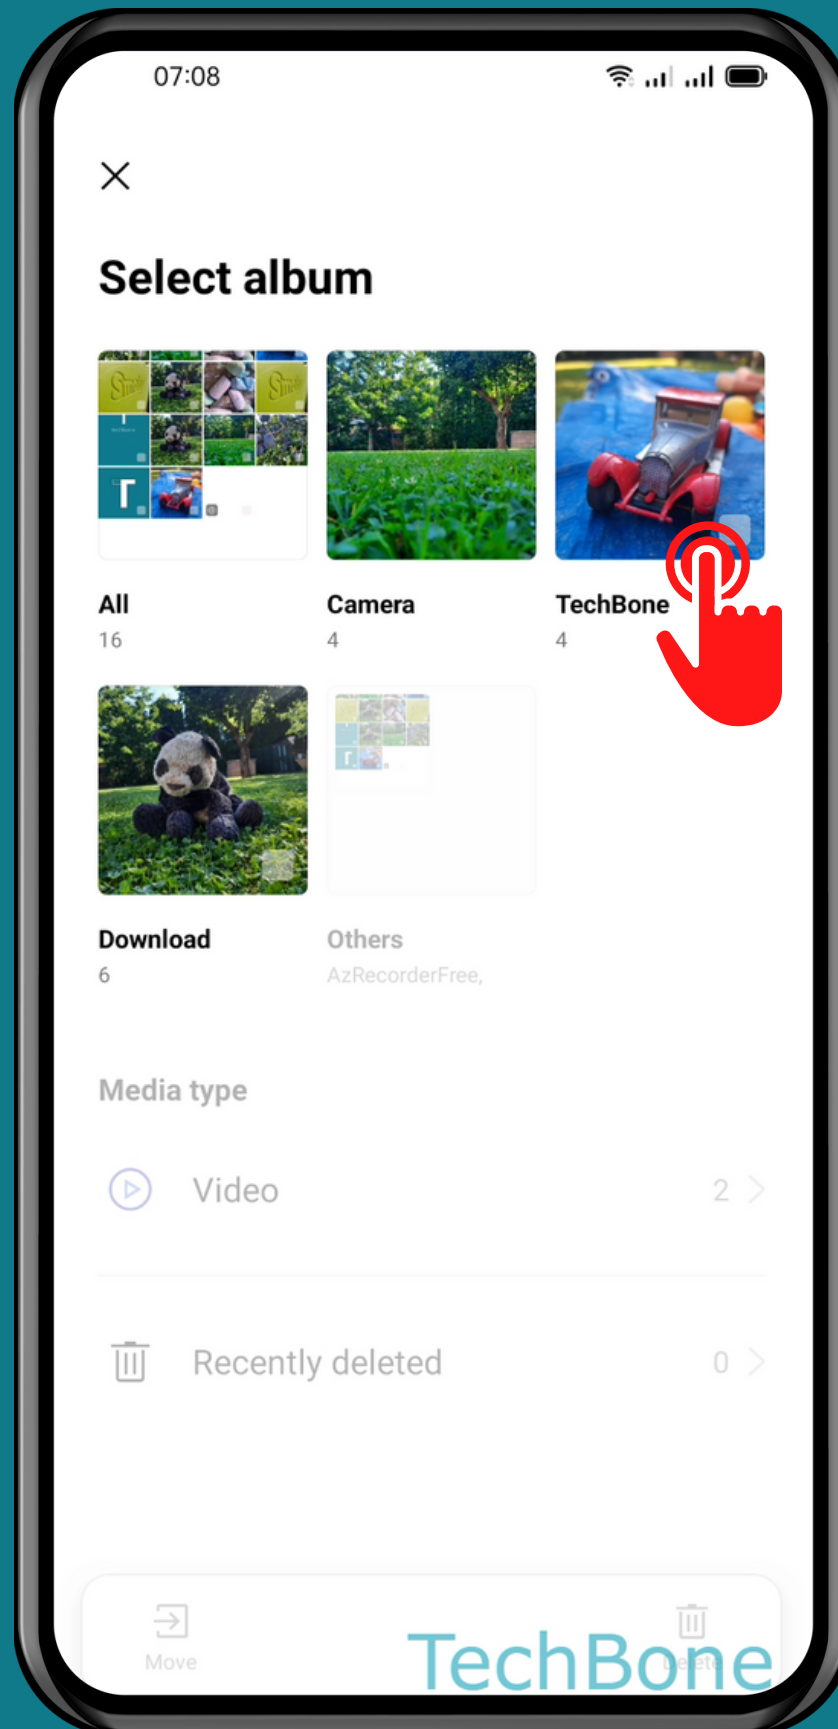 07:08
Select album
All
16
Camera
4
TechBone
4
Download
6
Others
AzRecorderFree,
Media type
Video
2
Recently deleted
0
Move
Delete
TechBone